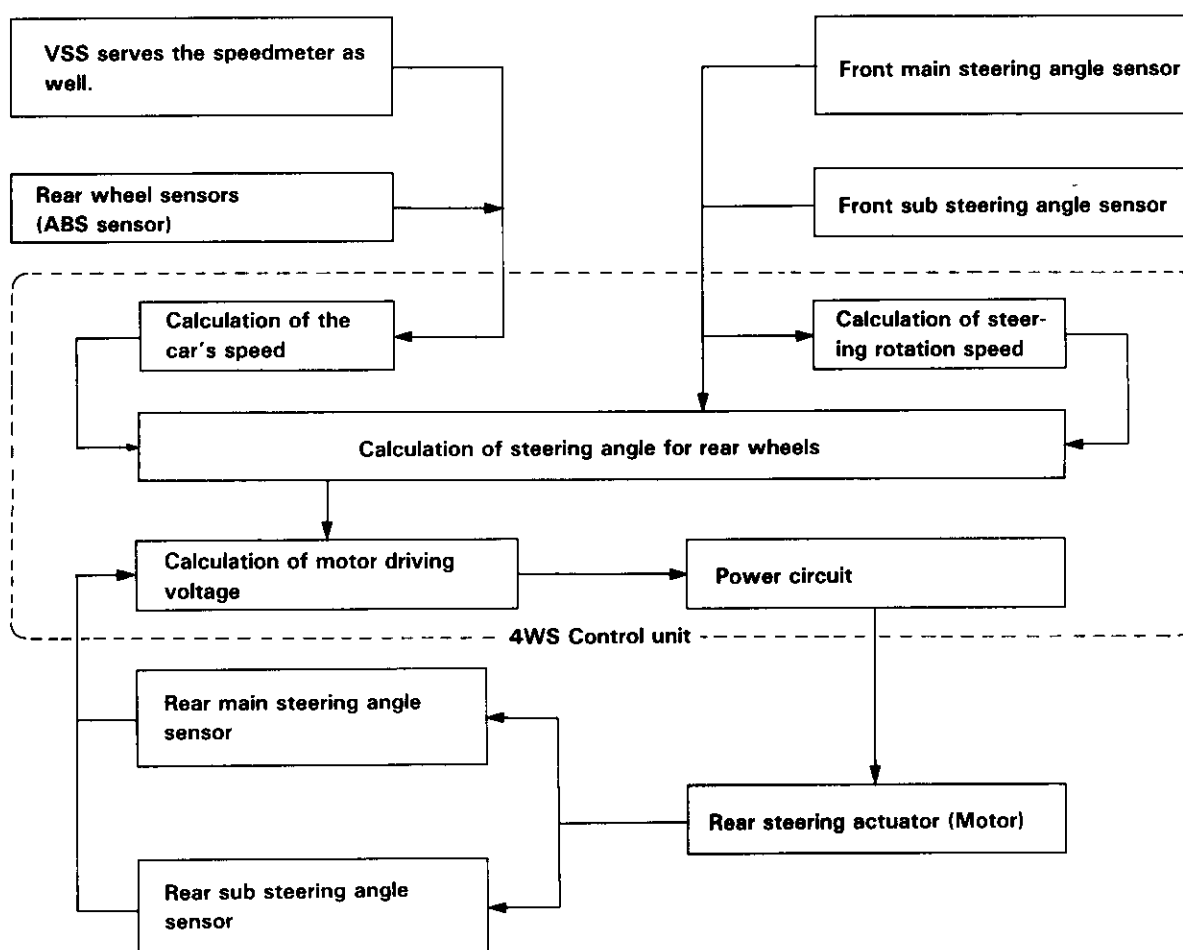 VSS serves the speedmeter as
well.
Front main steering angle sensor
Rear wheel sensors
(ABS sensor)
Front sub steering angle sensor
Calculation of the
car's speed
Calculation of steer-
ing rotation speed
Calculation of steering angle for rear wheels
Calculation of motor driving
voltage
Power circuit
4WS Control unit
Rear main steering angle
sensor
Rear steering actuator (Motor)
Rear sub steering angle
sensor